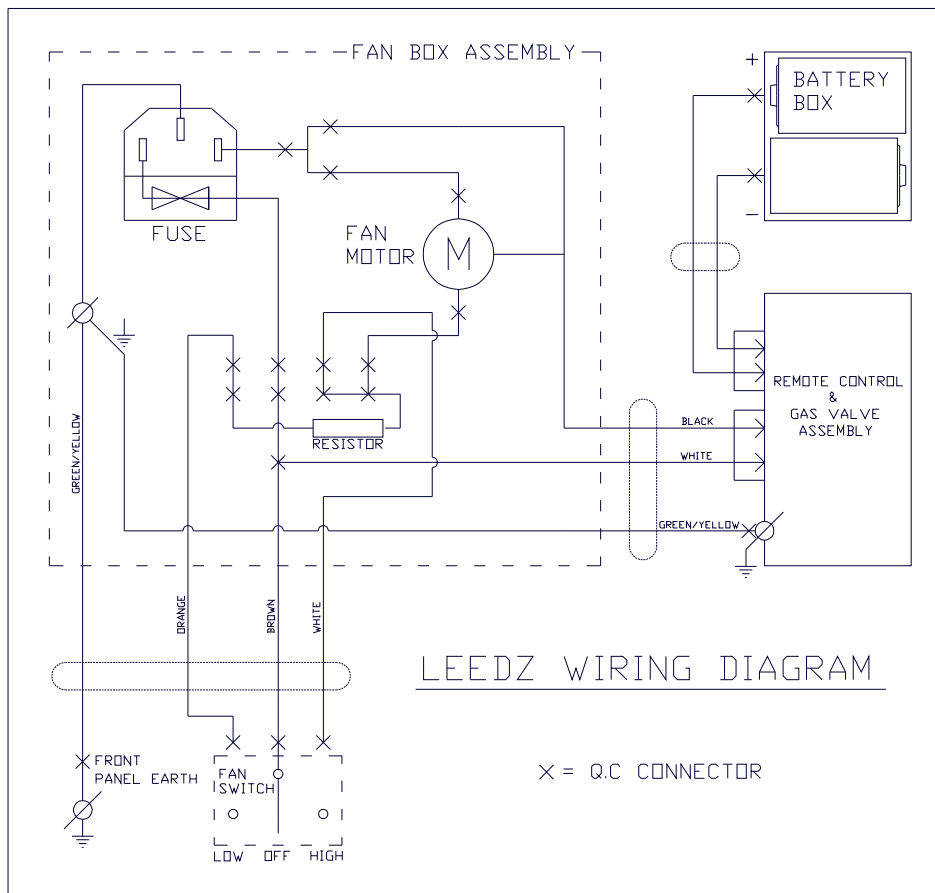 FAN BOX ASSEMBLY
+
BATTERY
BOX
-
FUSE
FAN
MOTOR
M
REMOTE CONTROL
&
GAS VALVE
ASSEMBLY
RESISTOR
BLACK
WHITE
GREEN/YELLOW
GREEN/YELLOW
ORANGE
BROWN
WHITE
LEEDZ WIRING DIAGRAM
FRONT
PANEL EARTH
FAN
SWITCH
LOW OFF HIGH
X = Q.C CONNECTOR